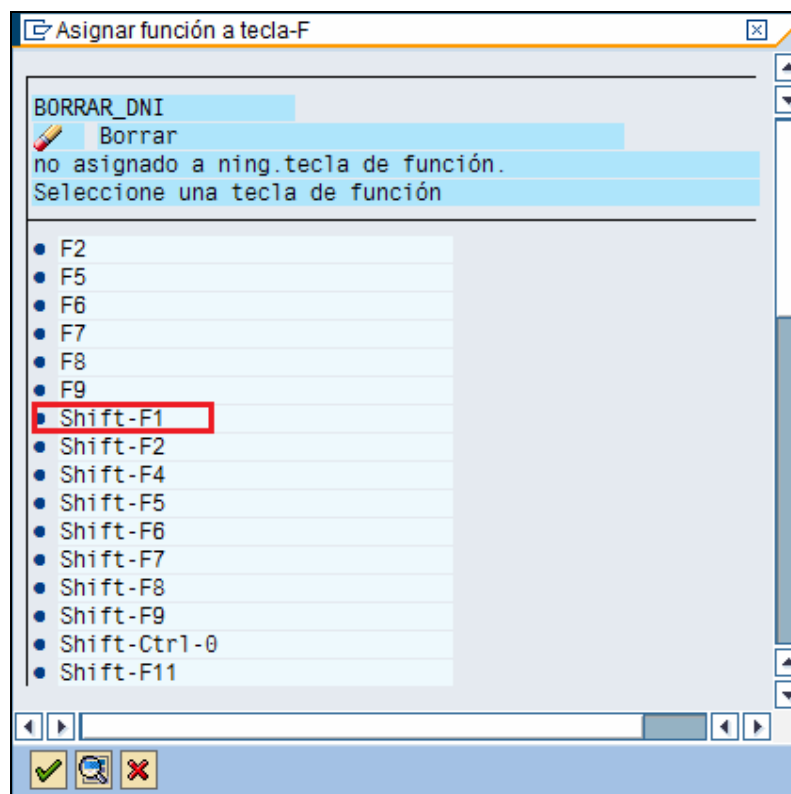 Asignar función a tecla-F
BORRAR_DNI
Borrar
no asignado a ning.tecla de función.
Seleccione una tecla de función
F2
F5
F6
F7
F8
F9
Shift-F1
Shift-F2
Shift-F4
Shift-F5
Shift-F6
Shift-F7
Shift-F8
Shift-F9
Shift-Ctrl-0
Shift-F11